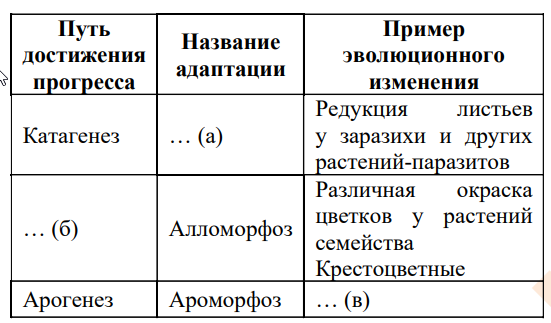 Путь достижения прогресса
Название адаптации
Пример эволюционного изменения
Катагенез
… (а)
Редукция листьев
у заразихи и других
растений-паразитов
… (б)
Алломорфоз
Различная окраска
цветков у растений
семейства
Крестоцветные
Арогенез
Ароморфоз
… (в)